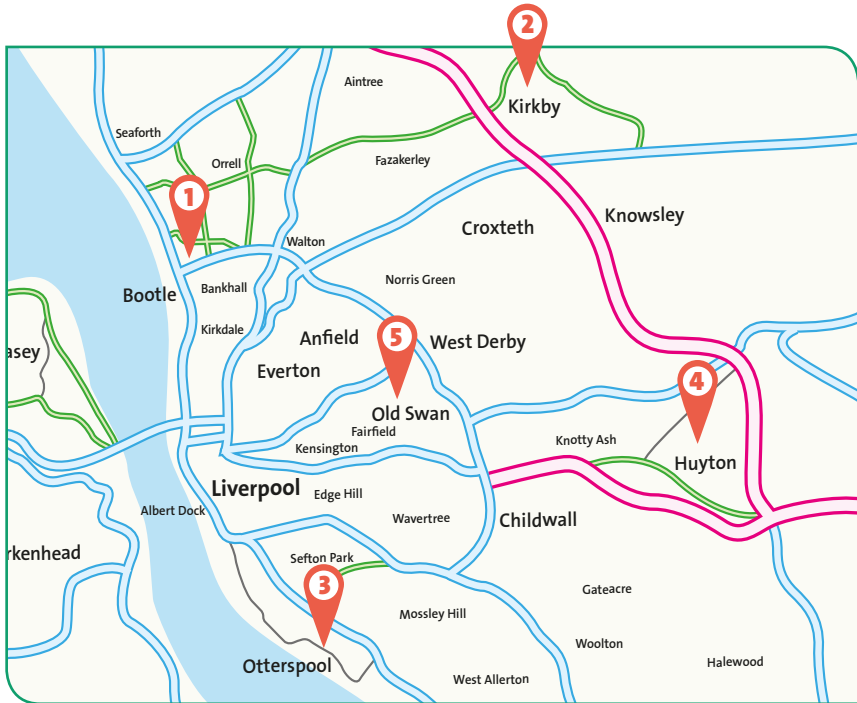 2
Aintree
Kirkby
Seaforth
Orrell
Fazakerley
1
Knowsley
Croxteth
Walton
Norris Green
Bankhall
Bootle
Kirkdale
5
Anfield
West Derby
asey
Everton
4
Old Swan
Fairfield
Knotty Ash
Kensington
Huyton
Liverpool
Edge Hill
Albert Dock
Wavertree
Childwall
rkenhead
Sefton Park
3
Gateacre
Mossley Hill
Woolton
Otterspool
Halewood
West Allerton